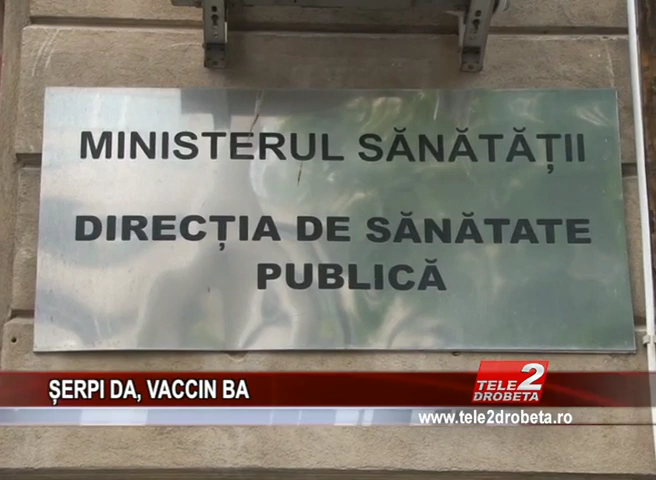 MINISTERUL SĂNĂTĂȚII
DIRECȚIA DE SĂNĂTATE
PUBLICĂ
ȘERPI DA, VACCIN BA
TELE 2
DROBETA
www.tele2drobeta.ro